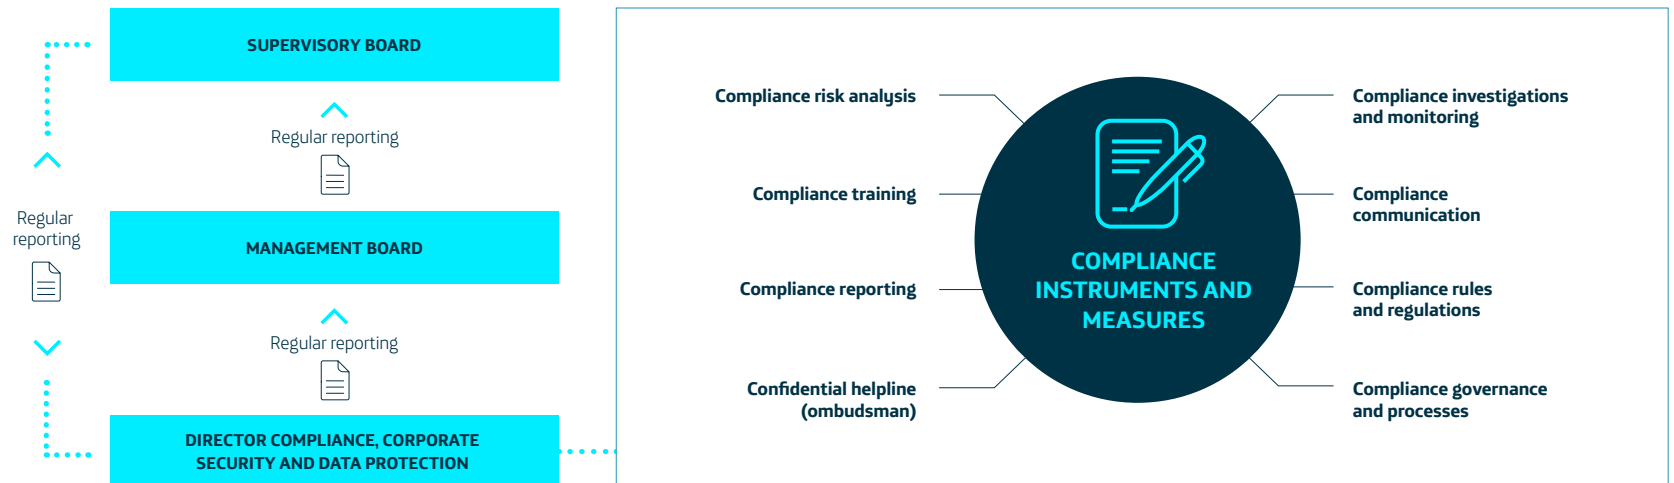 SUPERVISORY BOARD
Regular reporting
Regular
reporting
MANAGEMENT BOARD
Regular reporting
DIRECTOR COMPLIANCE, CORPORATE
SECURITY AND DATA PROTECTION
Compliance risk analysis
Compliance training
Compliance reporting
Confidential helpline
(ombudsman)
COMPLIANCE
INSTRUMENTS AND
MEASURES
Compliance investigations
and monitoring
Compliance
communication
Compliance rules
and regulations
Compliance governance
and processes